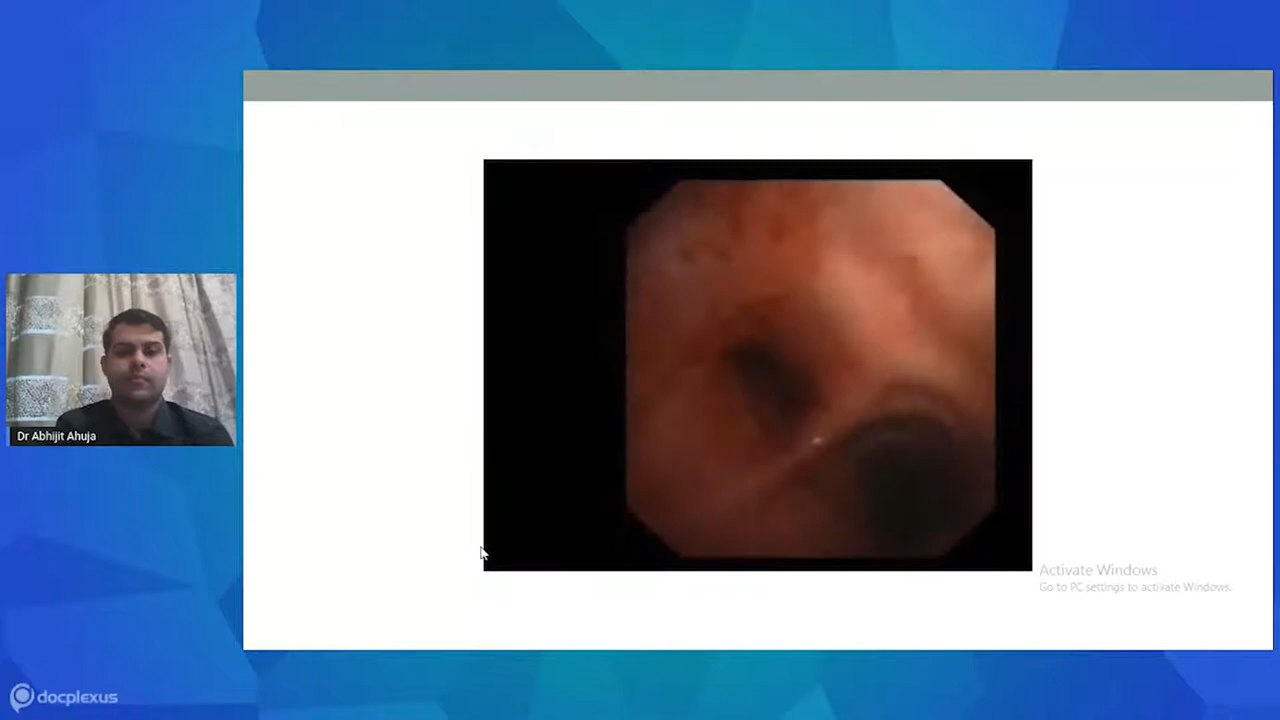 Dr Abhijit Ahuja
Activate Windows
Go to PC settings to activate Windows.
docplexus